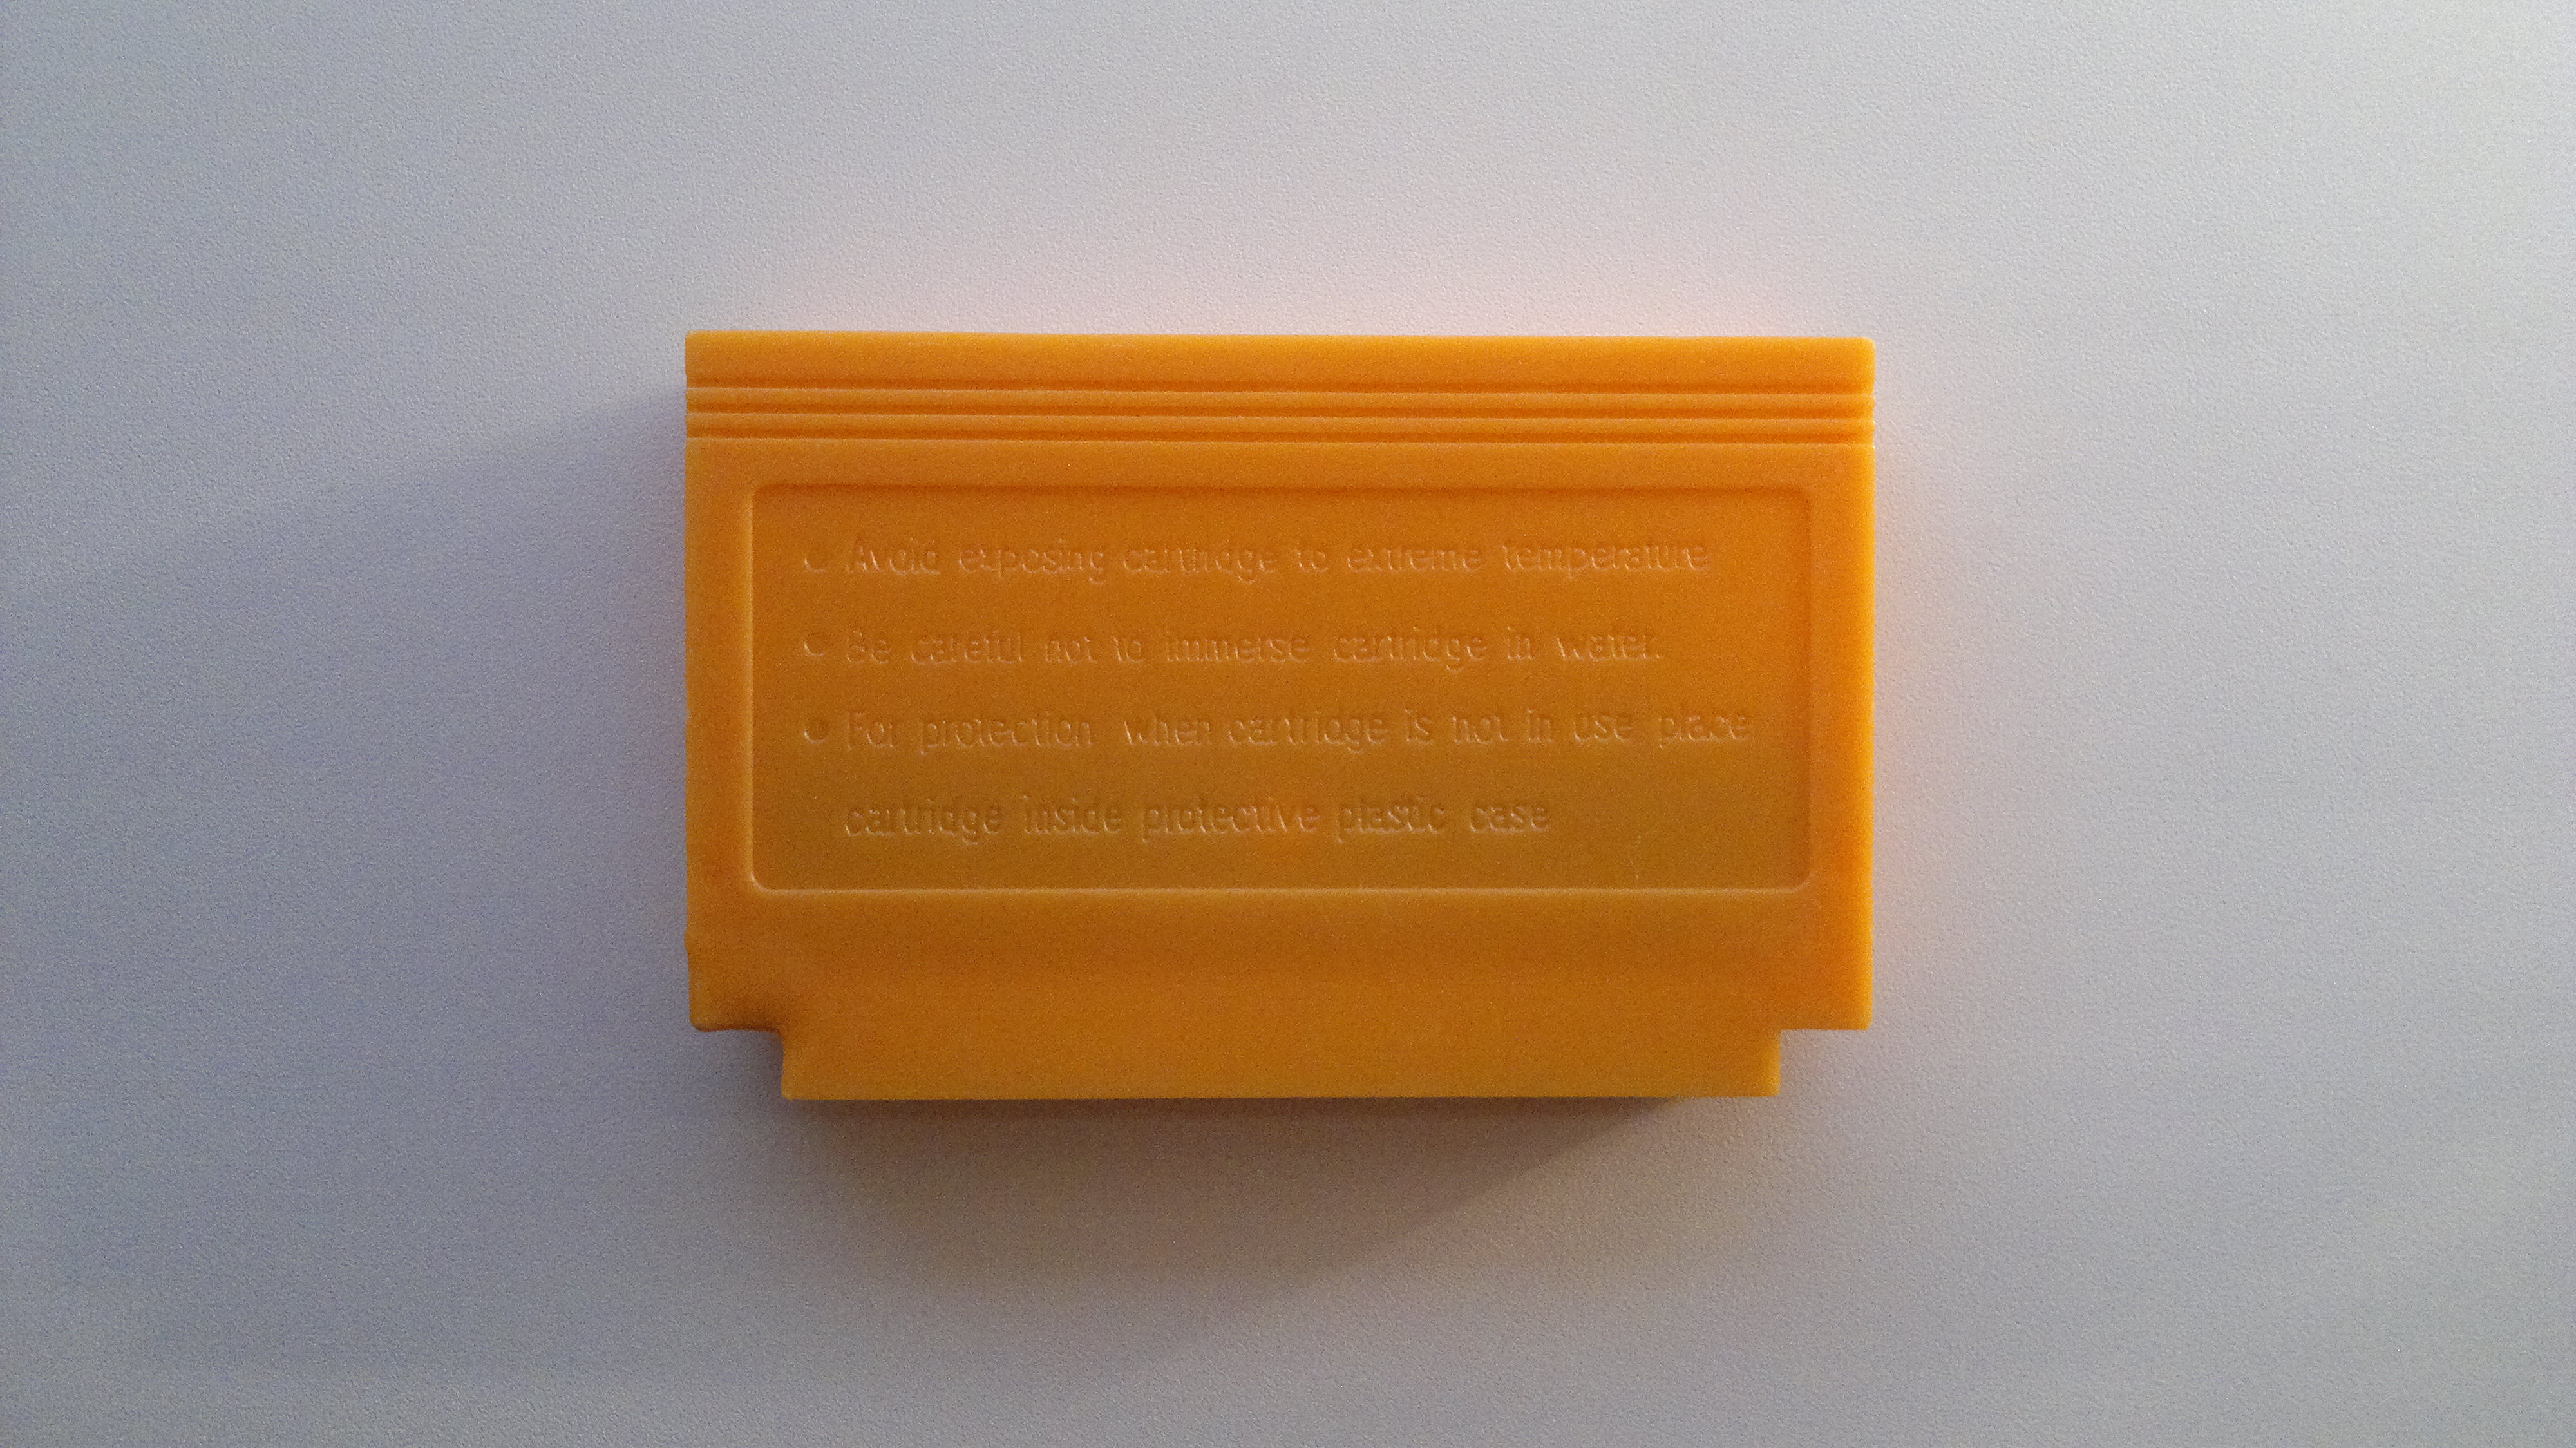 ● Avoid exposing cartridge to extreme temperature
● Be careful not to immerse cartridge in water.
● For protection when cartridge is not in use place
cartridge inside protective plastic case